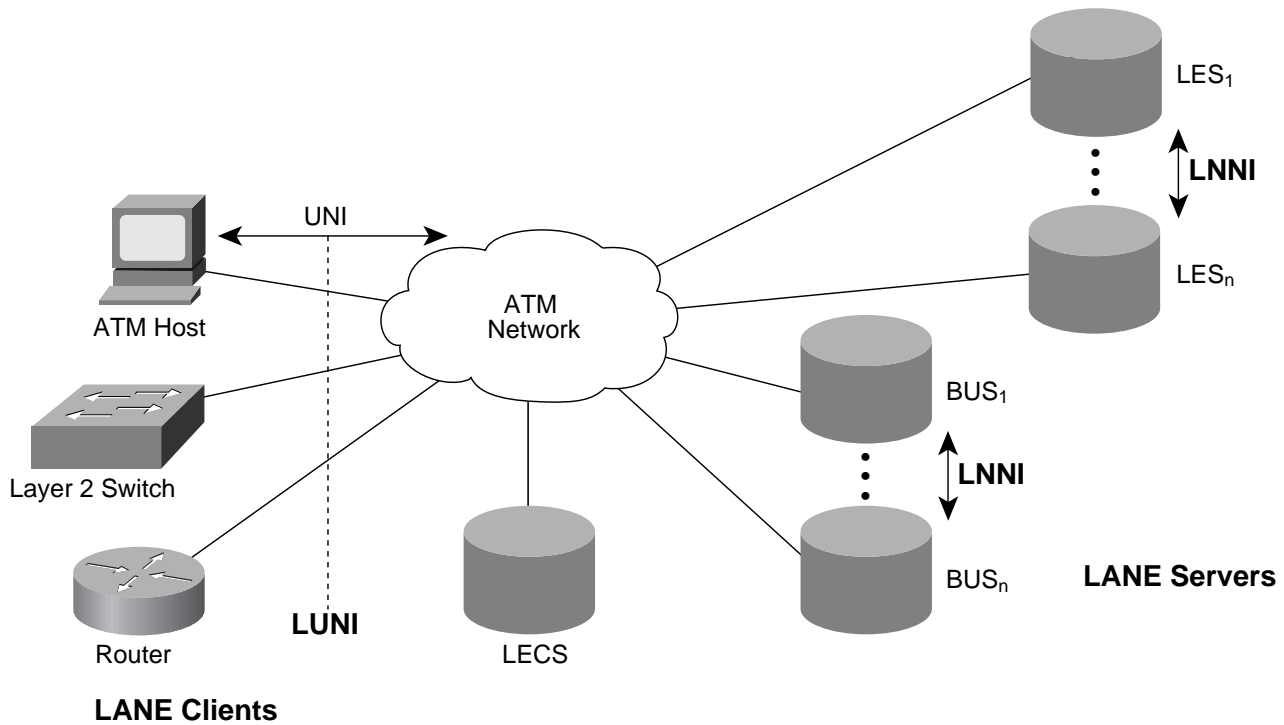 LES1
LNNI
UNI
LESn
ATM Host
ATM
Network
BUS1
LNNI
Layer 2 Switch
BUSn
LANE Servers
LUNI
Router
LECS
LANE Clients